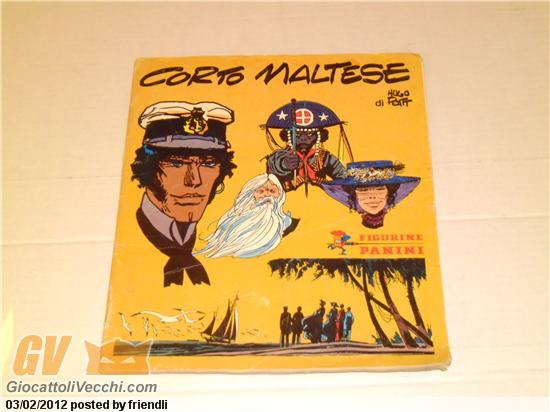 CORTO MALTESE
di HUGO PRATT
FIGURINE
PANINI
GV
GiocattoliVecchi.com
03/02/2012 posted by friendli